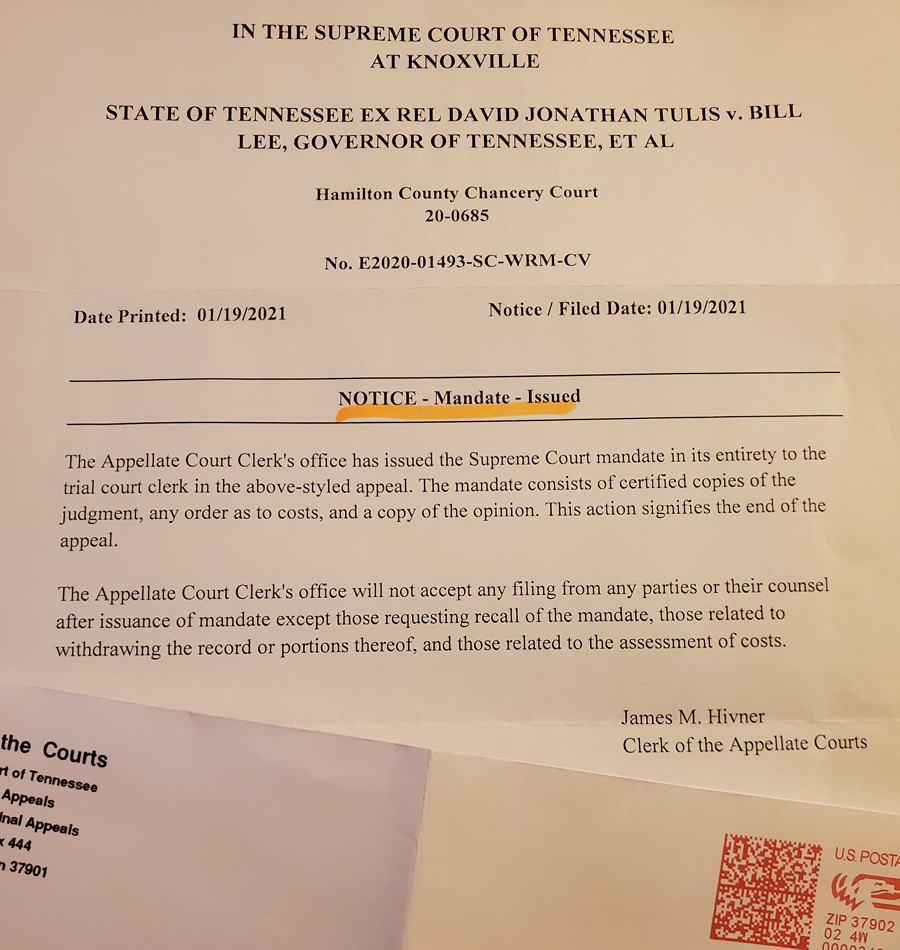 IN THE SUPREME COURT OF TENNESSEE
AT KNOXVILLE
STATE OF TENNESSEE EX REL DAVID JONATHAN TULIS v. BILL
LEE, GOVERNOR OF TENNESSEE, ET AL
Hamilton County Chancery Court
20-0685
No. E2020-01493-SC-WRM-CV
Date Printed: 01/19/2021 Notice / Filed Date: 01/19/2021
NOTICE - Mandate - Issued
The Appellate Court Clerk's office has issued the Supreme Court mandate in its entirety to the
trial court clerk in the above-styled appeal. The mandate consists of certified copies of the
judgment, any order as to costs, and a copy of the opinion. This action signifies the end of the
appeal.
The Appellate Court Clerk's office will not accept any filing from any parties or their counsel
after issuance of mandate except those requesting recall of the mandate, those related to
withdrawing the record or portions thereof, and those related to the assessment of costs.
James M. Hivner
Clerk of the Appellate Courts
the Courts
rt of Tennessee
Appeals
inal Appeals
x 444
n 37901
U.S. POSTA
ZIP 37902
02 4W